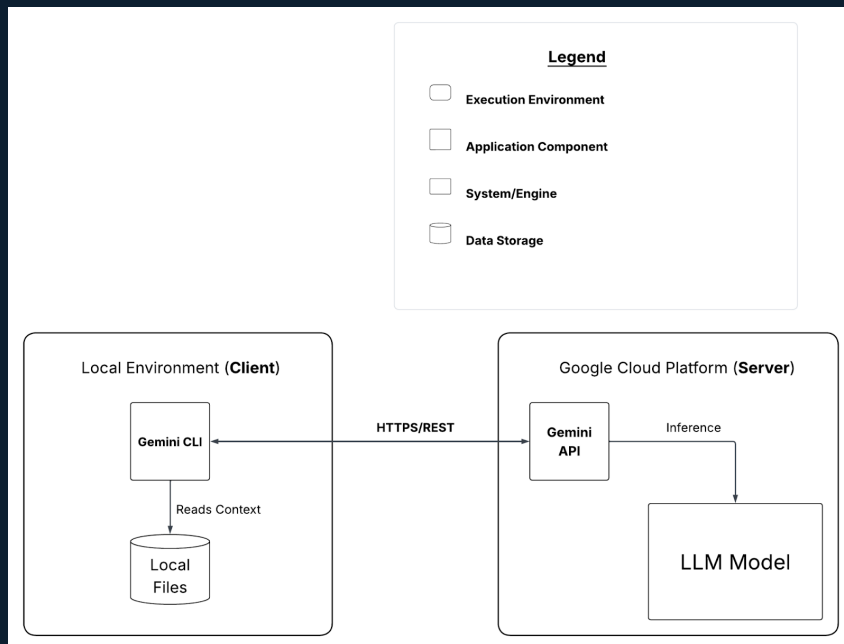 Legend
Execution Environment
Application Component
System/Engine
Data Storage
Local Environment (Client)
Google Cloud Platform (Server)
Gemini CLI
HTTPS/REST
Gemini
API
Inference
Reads Context
Local
Files
LLM Model